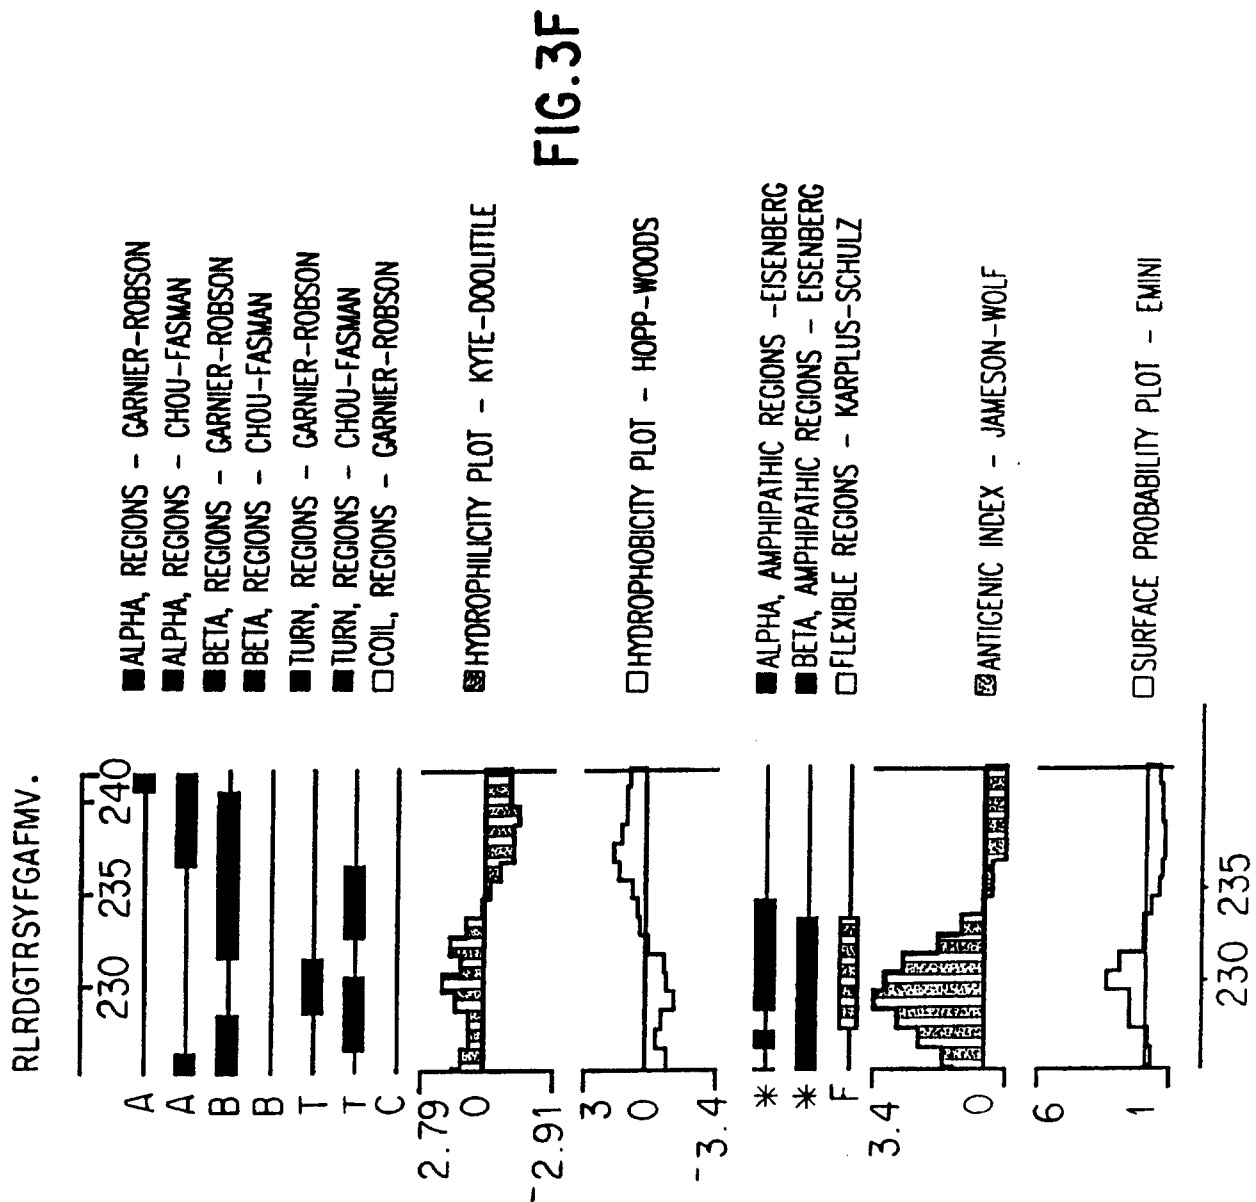 RLRDGTRSYFGAFMV.
230 235 240
A ■ALPHA, REGIONS - GARNIER-ROBSON
A ■ALPHA, REGIONS - CHOU-FASMAN
B ■BETA, REGIONS - GARNIER-ROBSON
B ■BETA, REGIONS - CHOU-FASMAN
T ■TURN, REGIONS - GARNIER-ROBSON
T ■TURN, REGIONS - CHOU-FASMAN
C □COIL, REGIONS - GARNIER-ROBSON
2.79
0 HYDROPHILICITY PLOT - KYTE-DOOLITTLE
-2.91
3
0 □HYDROPHOBICITY PLOT - HOPP-WOODS
-3.4
* ■ALPHA, AMPHIPATHIC REGIONS -EISENBERG
* ■BETA, AMPHIPATHIC REGIONS - EISENBERG
F □FLEXIBLE REGIONS - KARPLUS-SCHULZ
3.4
0 ANTIGENIC INDEX - JAMESON-WOLF
6
1 □SURFACE PROBABILITY PLOT - EMINI
230 235
FIG.3F